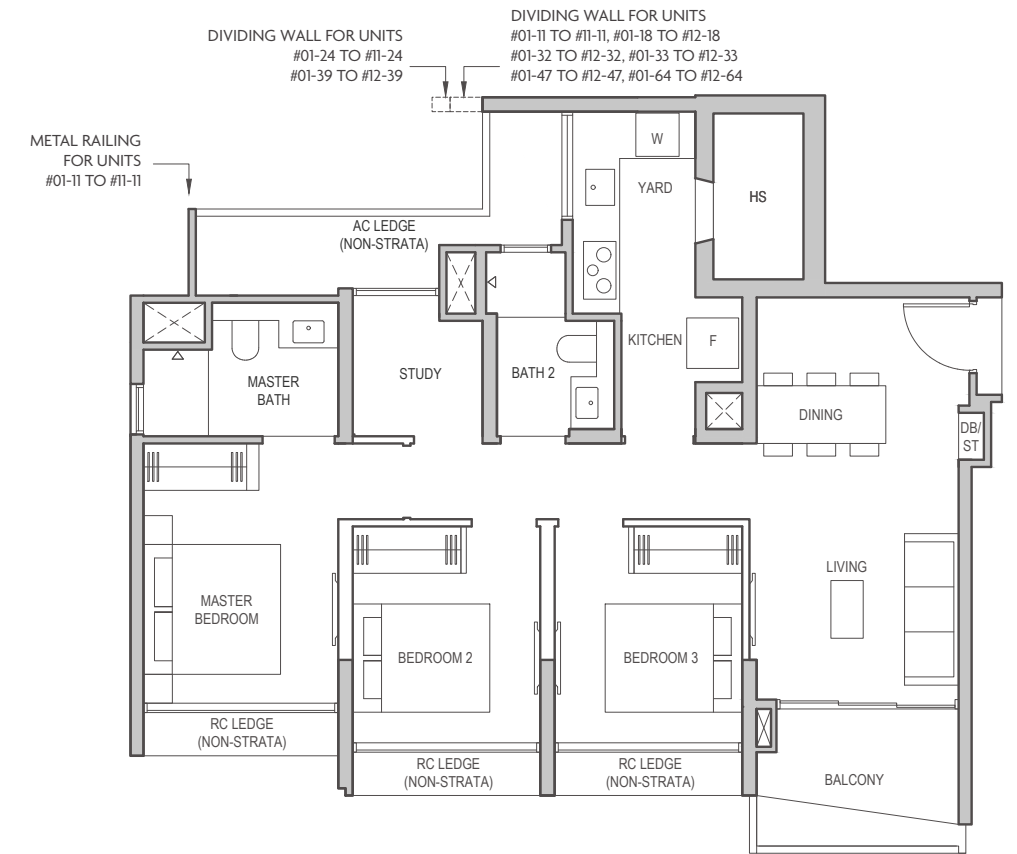 DIVIDING WALL FOR UNITS
#01-24 TO #11-24
#01-39 TO #12-39
DIVIDING WALL FOR UNITS
#01-11 TO #11-11, #01-18 TO #12-18
#01-32 TO #12-32, #01-33 TO #12-33
#01-47 TO #12-47, #01-64 TO #12-64
METAL RAILING
FOR UNITS
#01-11 TO #11-11
W
YARD
HS
AC LEDGE
(NON-STRATA)
KITCHEN
F
MASTER
BATH
STUDY
BATH 2
DINING
DB/
ST
LIVING
MASTER
BEDROOM
BEDROOM 2
BEDROOM 3
RC LEDGE
(NON-STRATA)
RC LEDGE
(NON-STRATA)
RC LEDGE
(NON-STRATA)
BALCONY